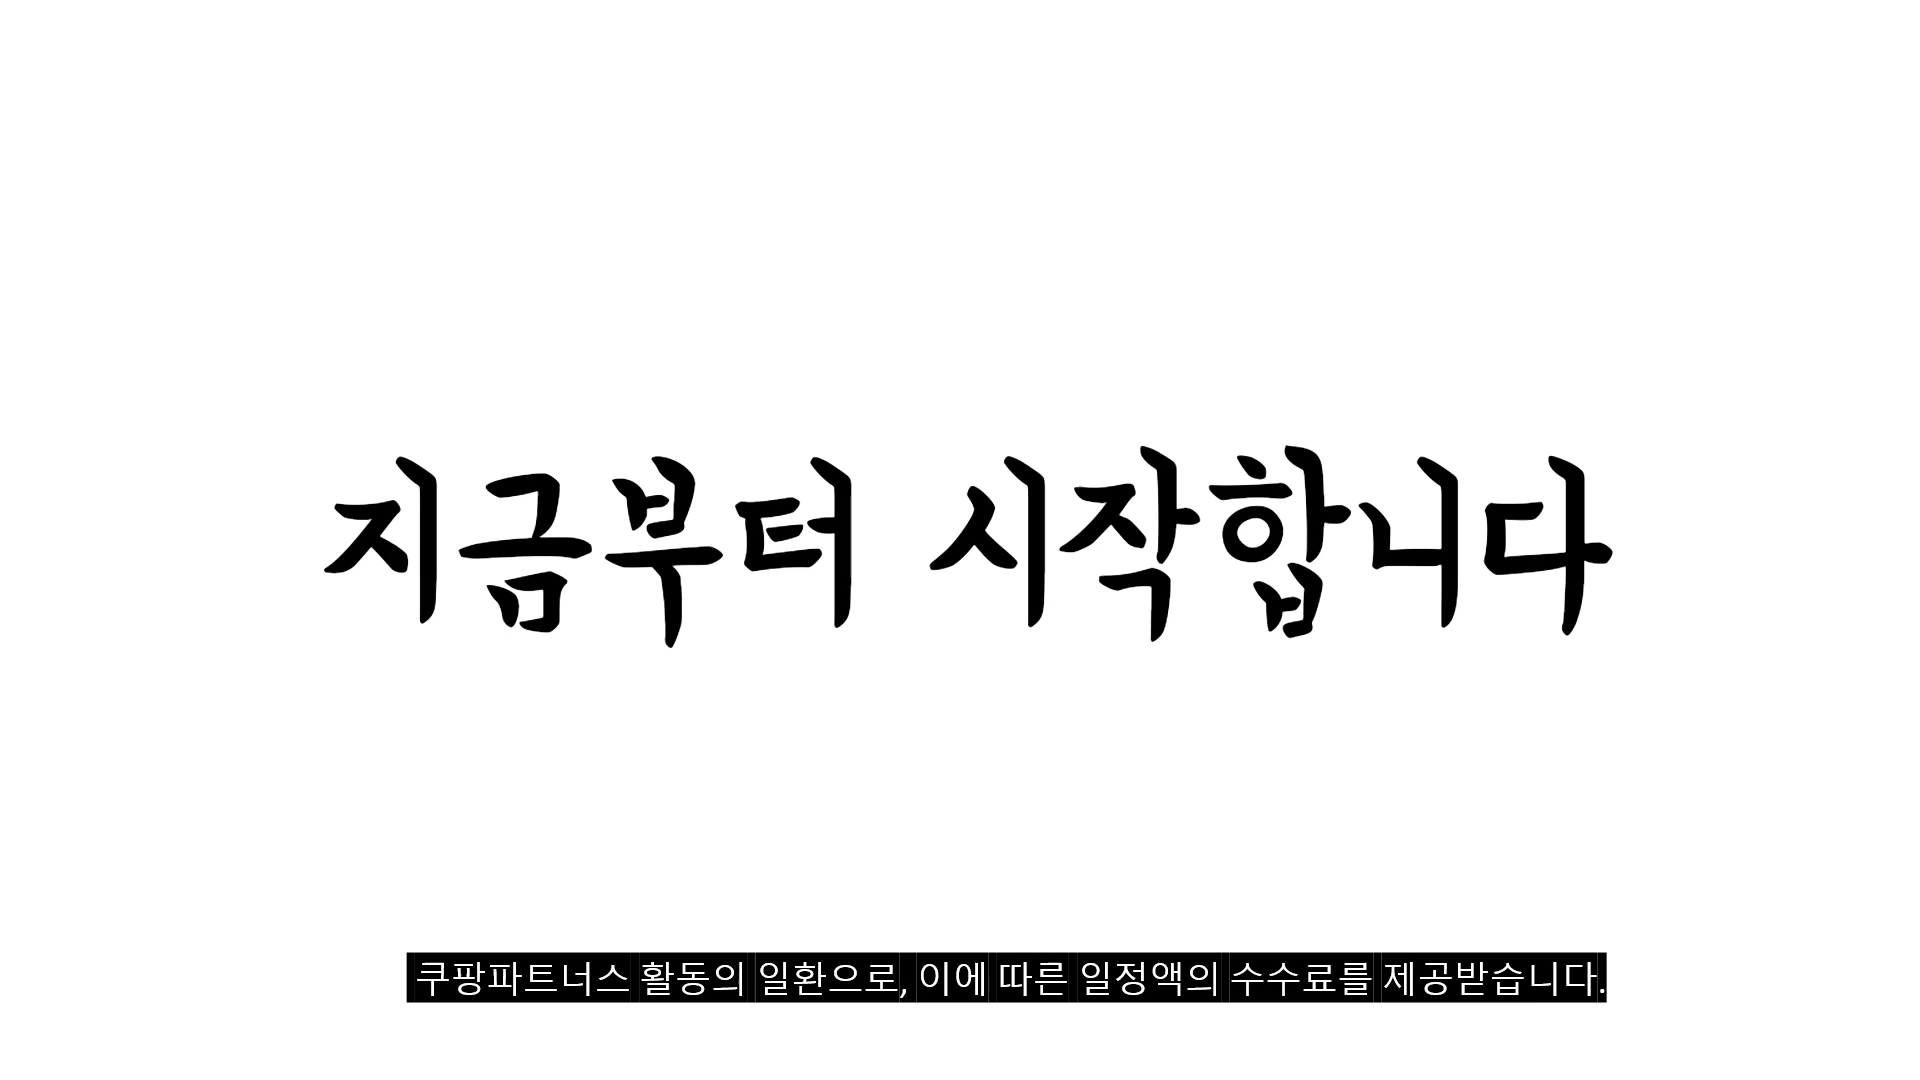 지금부터 시작합니다
쿠팡파트너스 활동의 일환으로, 이에 따른 일정액의 수수료를 제공받습니다.